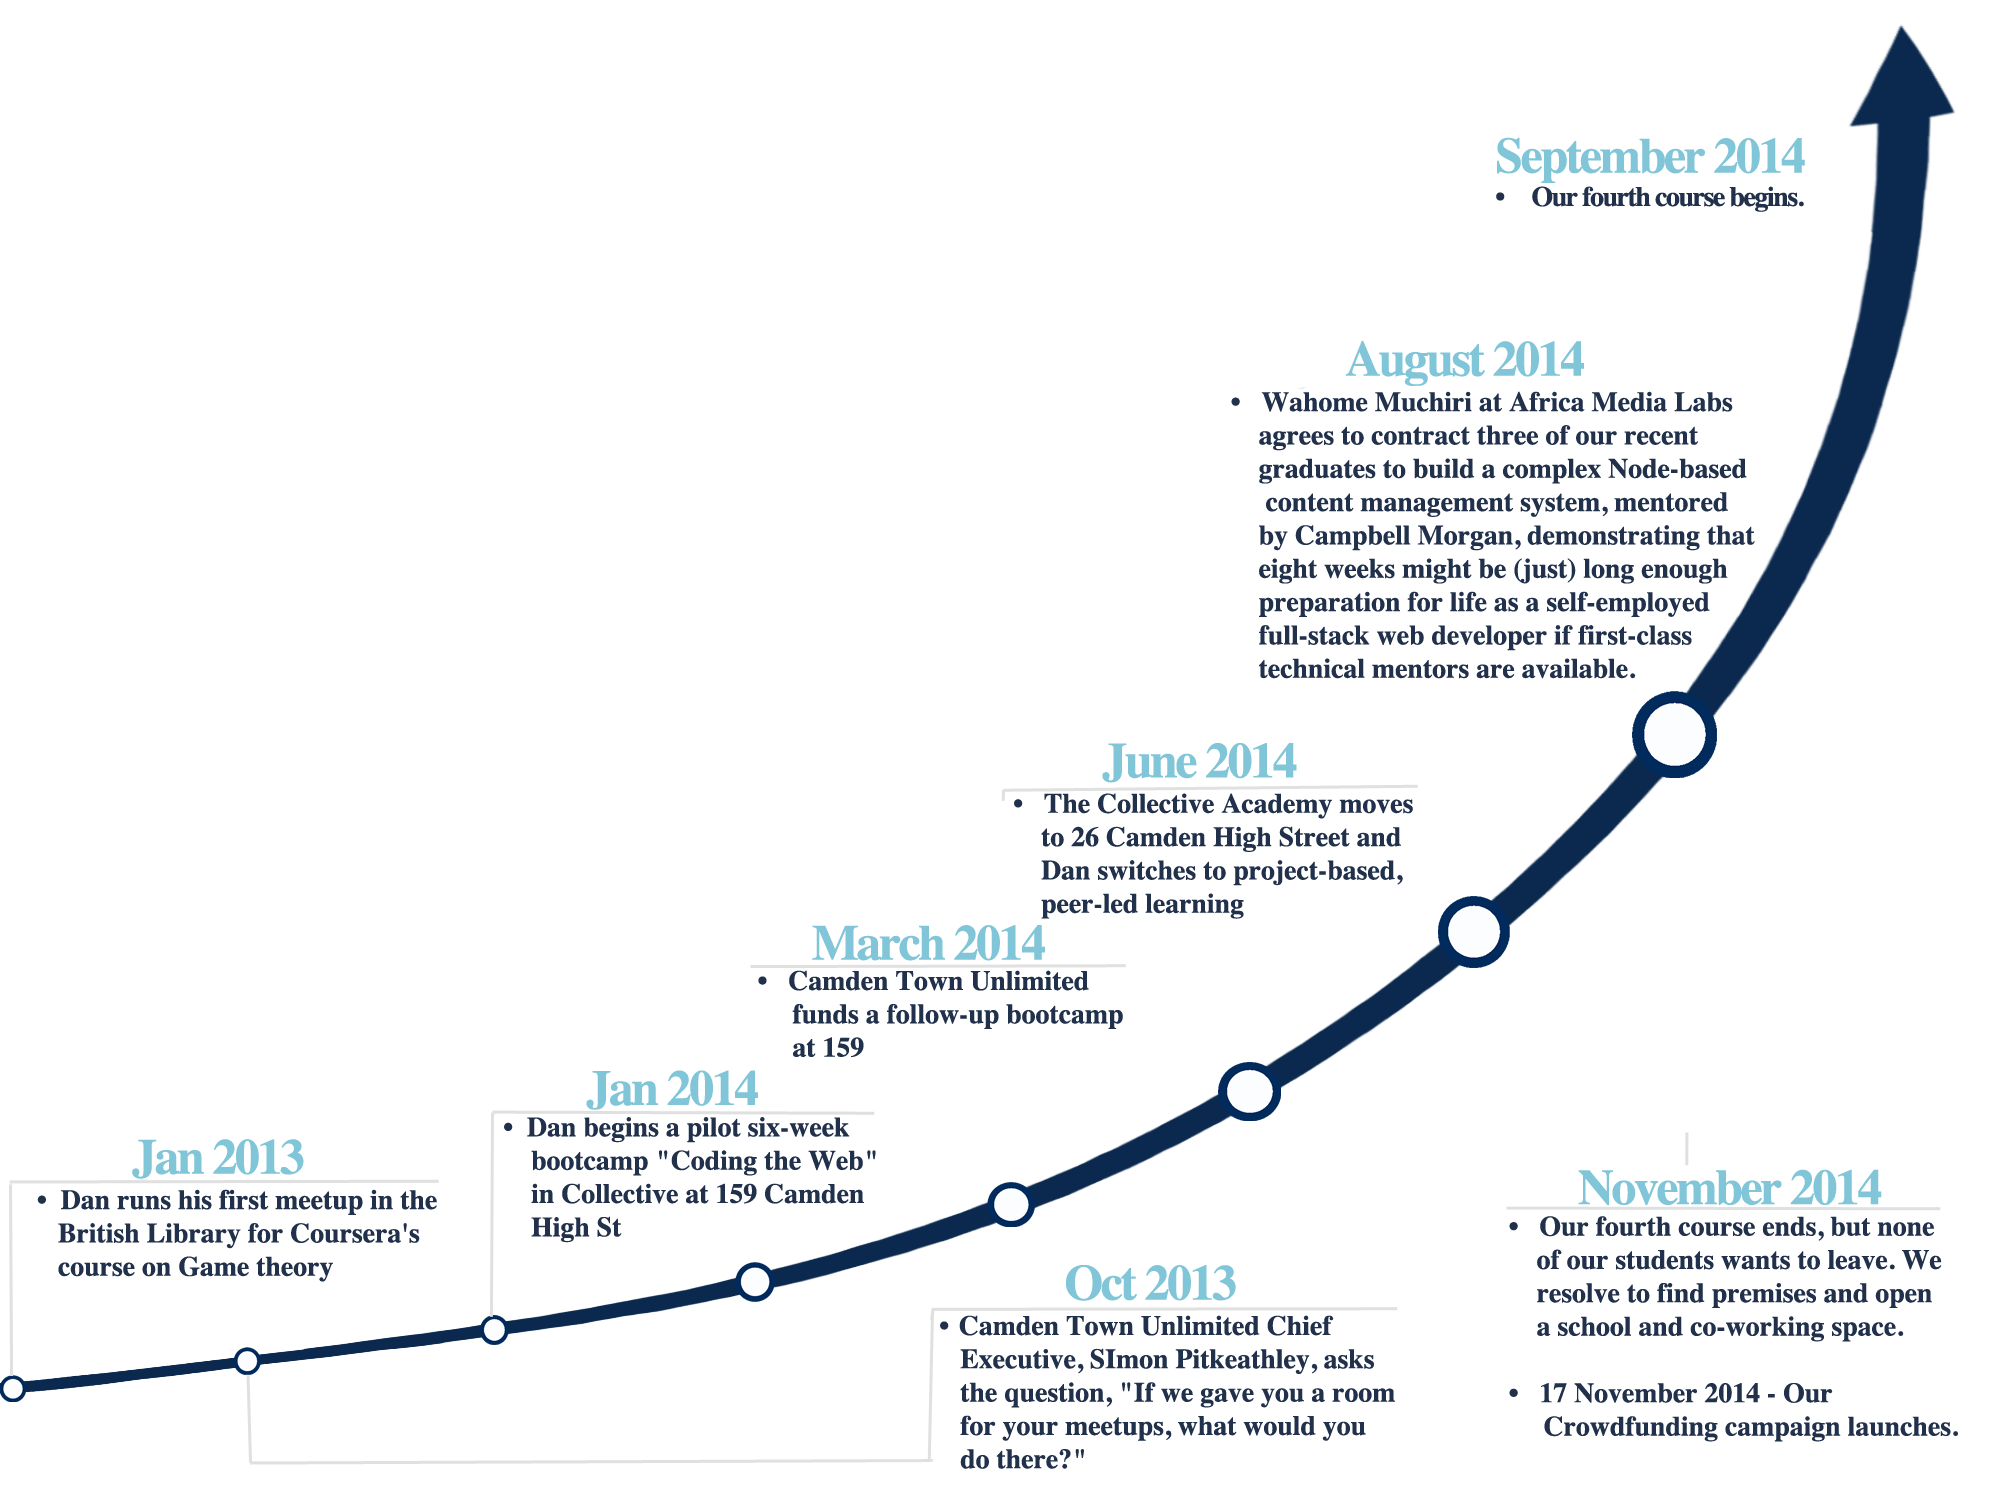 September 2014
• Our fourth course begins.
August 2014
• Wahome Muchiri at Africa Media Labs
agrees to contract three of our recent
graduates to build a complex Node-based
content management system, mentored
by Campbell Morgan, demonstrating that
eight weeks might be (just) long enough
preparation for life as a self-employed
full-stack web developer if first-class
technical mentors are available.
June 2014
• The Collective Academy moves
to 26 Camden High Street and
Dan switches to project-based,
peer-led learning
March 2014
• Camden Town Unlimited
funds a follow-up bootcamp
at 159
Jan 2014
• Dan begins a pilot six-week
bootcamp "Coding the Web"
in Collective at 159 Camden
High St
Jan 2013
• Dan runs his first meetup in the
British Library for Coursera's
course on Game theory
Oct 2013
• Camden Town Unlimited Chief
Executive, SImon Pitkeathley, asks
the question, "If we gave you a room
for your meetups, what would you
do there?"
November 2014
• Our fourth course ends, but none
of our students wants to leave. We
resolve to find premises and open
a school and co-working space.
• 17 November 2014 - Our
Crowdfunding campaign launches.